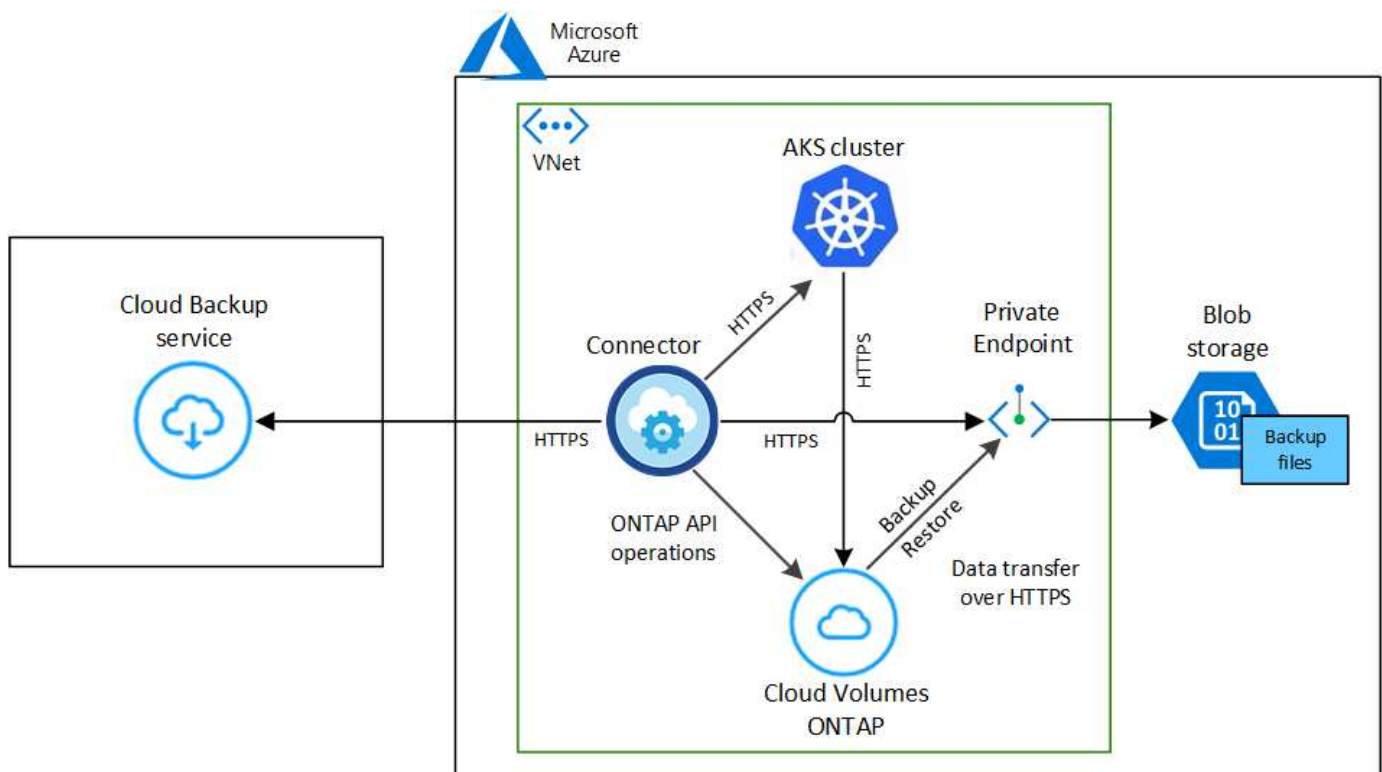 Microsoft
Azure
VNet
AKS cluster
Cloud Backup
service
Connector
HTTPS
HTTPS
Private
Endpoint
Blob
storage
10
01
Backup
files
HTTPS
HTTPS
ONTAP API
operations
Backup
Restore
Data transfer
over HTTPS
Cloud Volumes
ONTAP